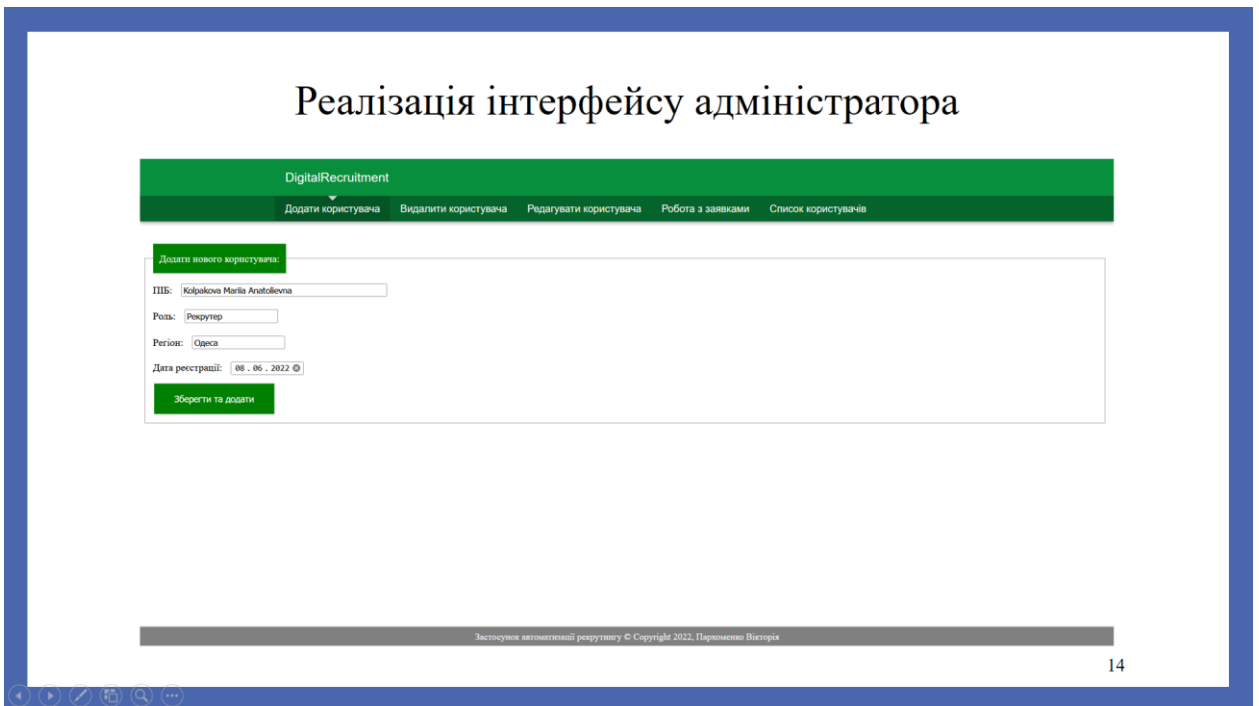 Реалізація інтерфейсу адміністратора
DigitalRecruitment
Додати користувача Видалити користувача Редагувати користувача Робота з заявками Список користувачів
Додати нового користувача:
ПІБ: Kolpakova Mariia Anatolievna
Роль: Рекрутер
Регіон: Одеса
Дата реєстрації: 08.06.2022
Зберегти та додати
Застосунок автоматизації рекрутингу © Copyright 2022, Пархоменко Вікторія
14